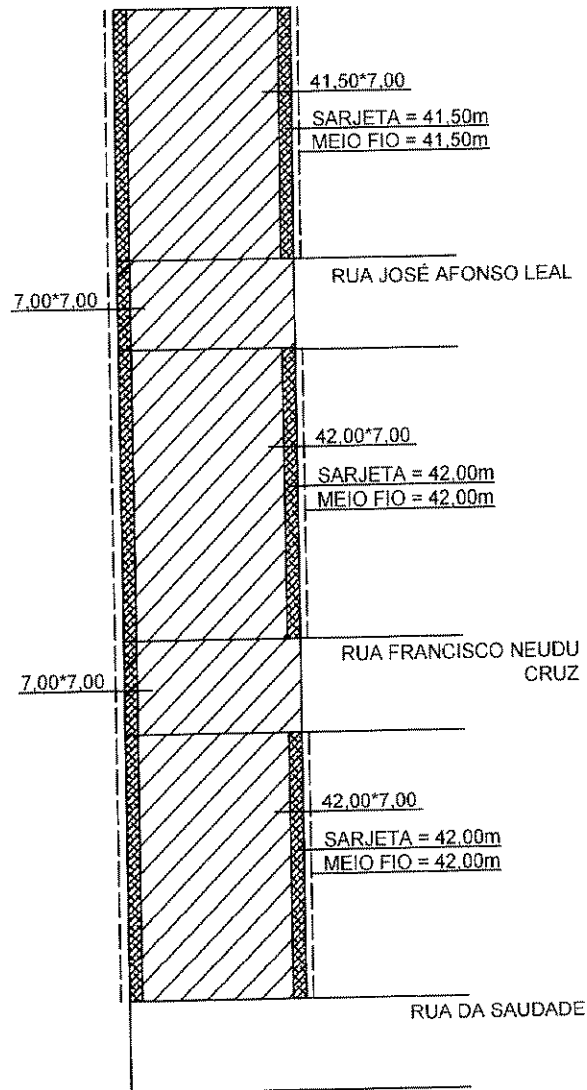 41,50*7,00
SARJETA = 41,50m
MEIO FIO = 41,50m
RUA JOSÉ AFONSO LEAL
7,00*7,00
42,00*7,00
SARJETA = 42,00m
MEIO FIO = 42,00m
RUA FRANCISCO NEUDU
CRUZ
7,00*7,00
42,00*7,00
SARJETA = 42,00m
MEIO FIO = 42,00m
RUA DA SAUDADE